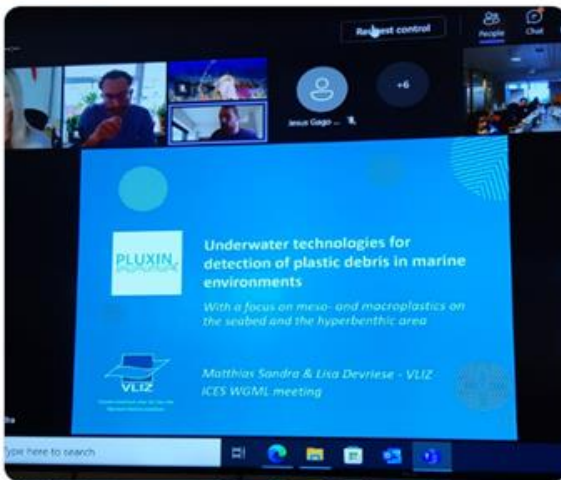 Request control
People
Chat
+6
Jesus Gago ...
PLUXIN
Underwater technologies for
detection of plastic debris in marine
environments
With a focus on meso- and macroplastics on
the seabed and the hyperbenthic area
VLIZ
Matthias Sandra & Lisa Devriese - VLIZ
ICES WGML meeting
Type here to search